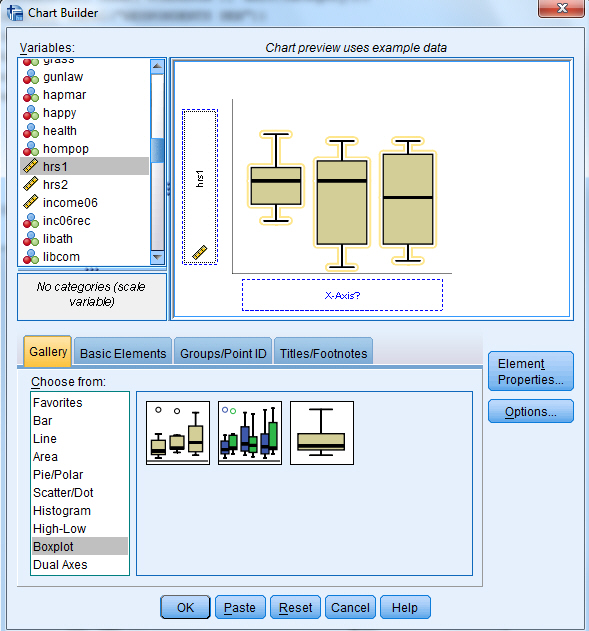 Chart Builder
Variables:
Chart preview uses example data
grass
gunlaw
hapmar
happy
health
hompop
hrs1
hrs2
income06
inc06rec
libath
libcom
No categories (scale
variable)
hrs1
X-Axis?
Gallery
Basic Elements
Groups/Point ID
Titles/Footnotes
Choose from:
Favorites
Bar
Line
Area
Pie/Polar
Scatter/Dot
Histogram
High-Low
Boxplot
Dual Axes
Element
Properties...
Options...
OK
Paste
Reset
Cancel
Help